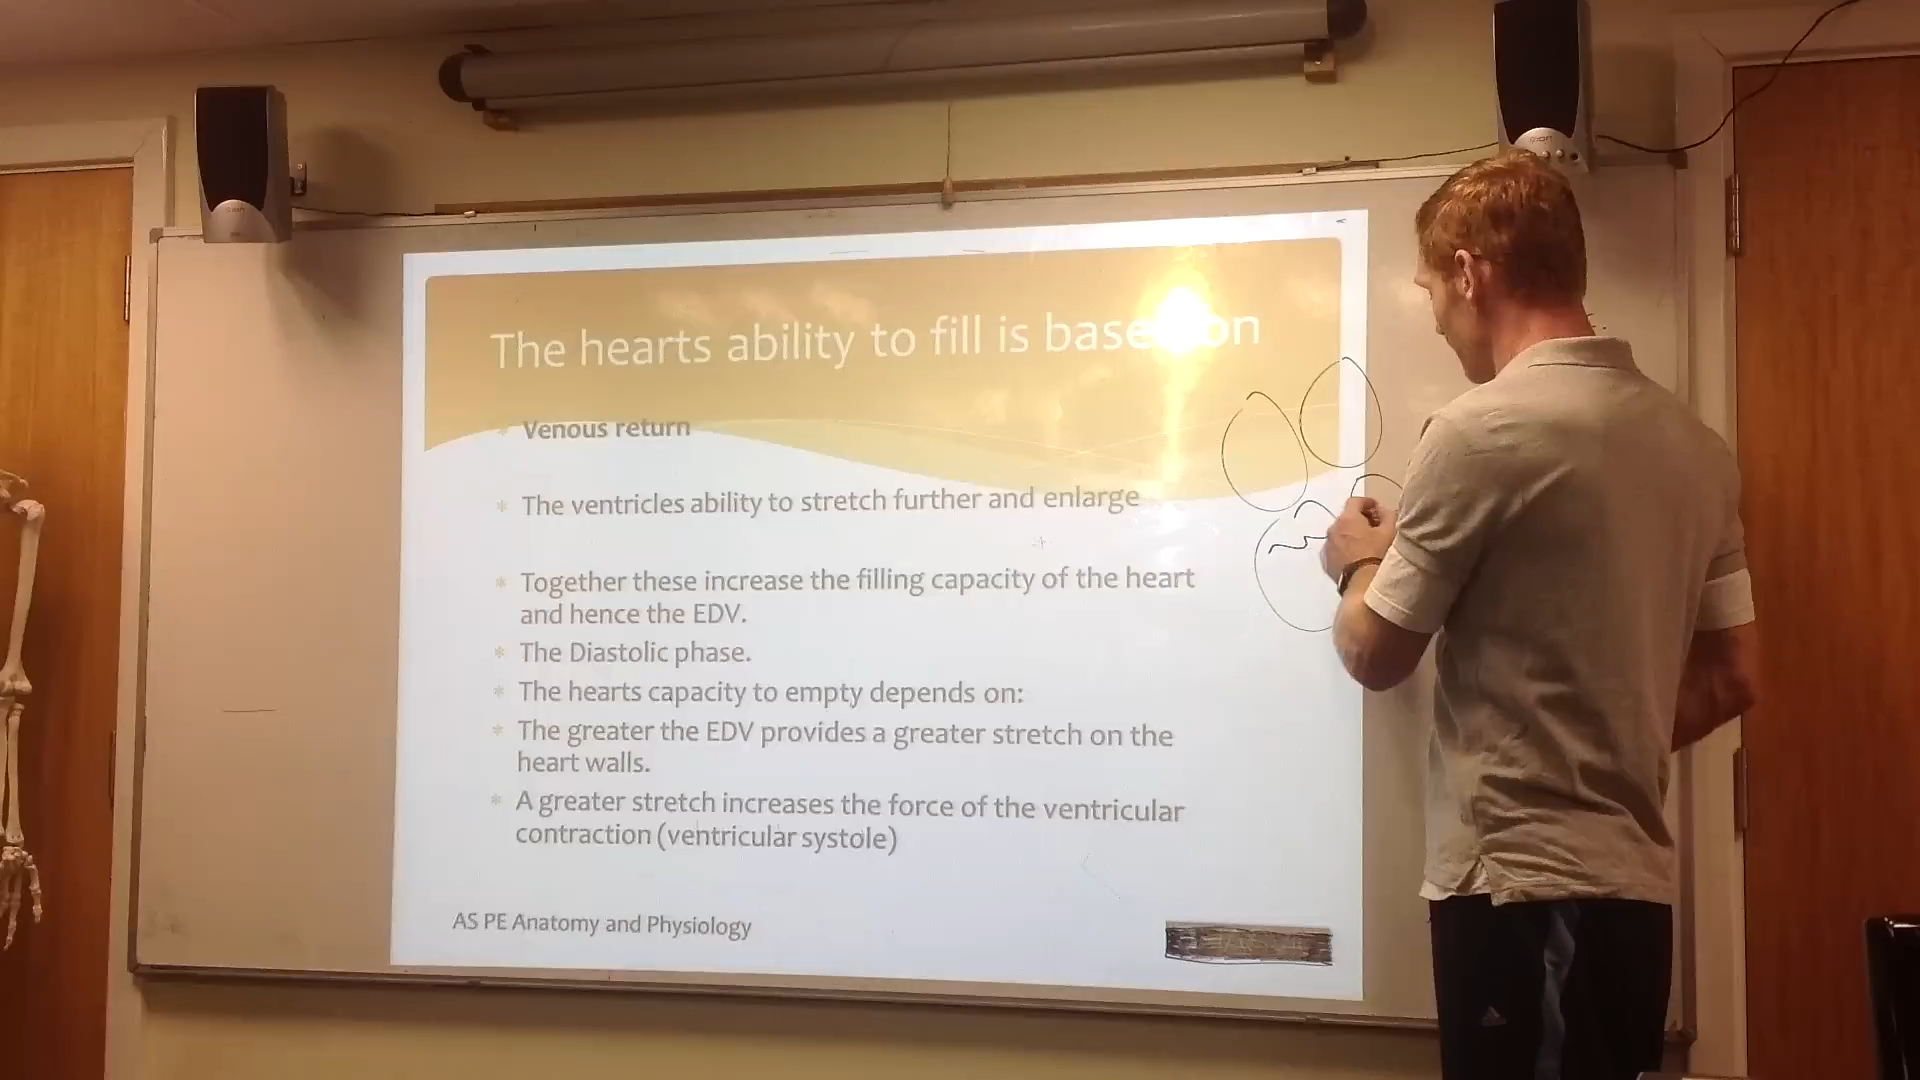 The hearts ability to fill is based on
Venous return
The ventricles ability to stretch further and enlarge
Together these increase the filling capacity of the heart
and hence the EDV.
The Diastolic phase.
The hearts capacity to empty depends on:
The greater the EDV provides a greater stretch on the
heart walls.
A greater stretch increases the force of the ventricular
contraction (ventricular systole)
AS PE Anatomy and Physiology